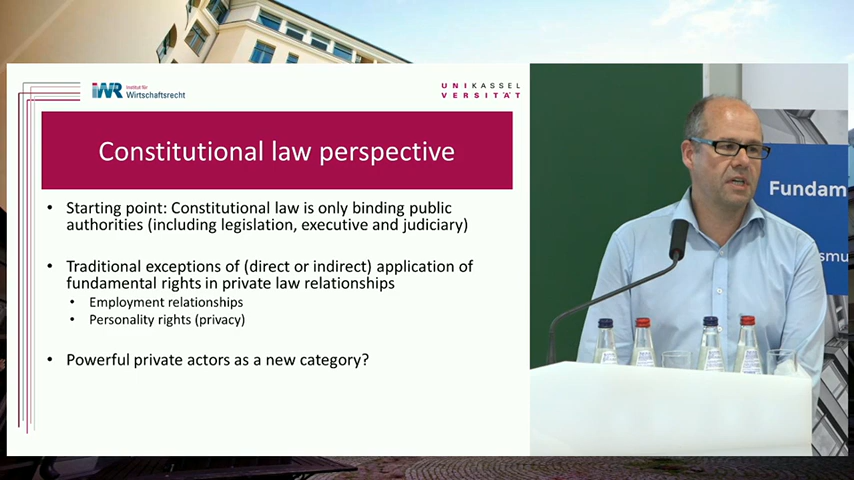 iWR Institut für
Wirtschaftsrecht
UNIKASSEL
VERSITÄT
Constitutional law perspective
• Starting point: Constitutional law is only binding public
authorities (including legislation, executive and judiciary)
• Traditional exceptions of (direct or indirect) application of
fundamental rights in private law relationships
• Employment relationships
• Personality rights (privacy)
• Powerful private actors as a new category?
Fundam
smu